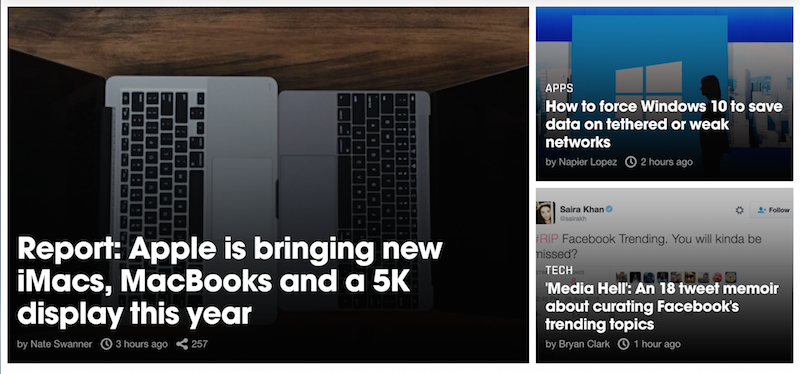 Report: Apple is bringing new
iMacs, MacBooks and a 5K
display this year
by Nate Swanner 3 hours ago 257
APPS
How to force Windows 10 to save
data on tethered or weak
networks
by Napier Lopez 2 hours ago
Saira Khan
@sairakh
Follow
#RIP Facebook Trending. You will kinda be
missed?
TECH
'Media Hell': An 18 tweet memoir
about curating Facebook's
trending topics
by Bryan Clark 1 hour ago